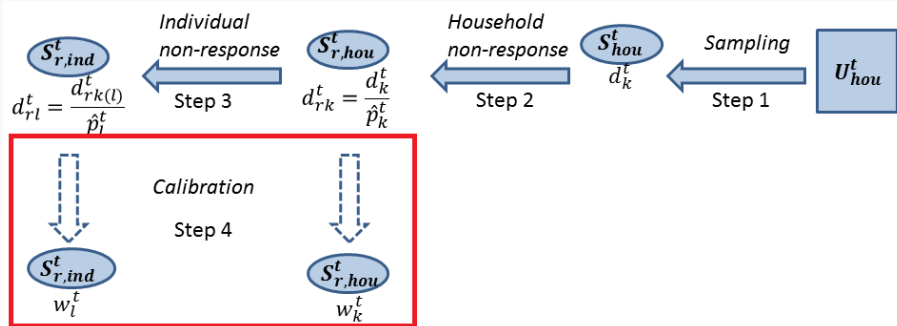 Individual
non-response
Household
non-response
Sampling
S^t_{r,ind}
S^t_{r,hou}
S^t_{hou}
U^t_{hou}
d^t_{rl} = d^t_{rk(l)} / p̂^t_l
Step 3
d^t_{rk} = d^t_k / p̂^t_k
Step 2
d^t_k
Step 1
Calibration
Step 4
S^t_{r,ind}
S^t_{r,hou}
w^t_l
w^t_k